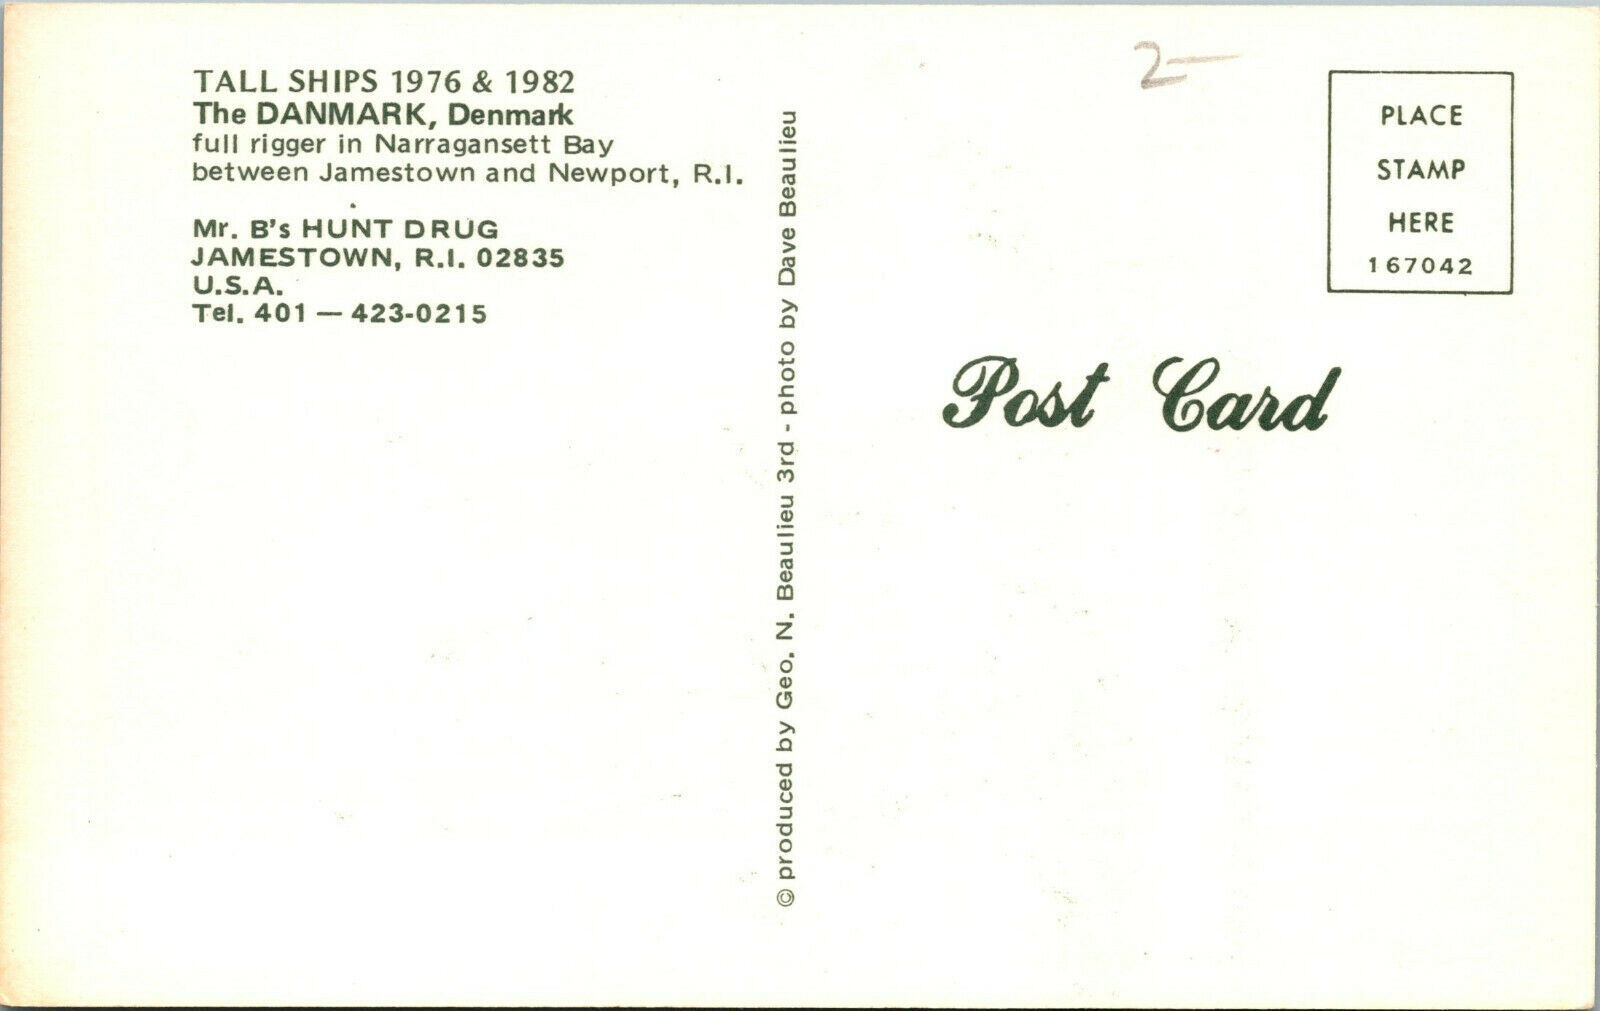 TALL SHIPS 1976 & 1982
The DANMARK, Denmark
full rigger in Narragansett Bay
between Jamestown and Newport, R.I.
Mr. B's HUNT DRUG
JAMESTOWN, R.I. 02835
U.S.A.
Tel. 401 — 423-0215
© produced by Geo. N. Beaulieu 3rd - photo by Dave Beaulieu
2—
PLACE
STAMP
HERE
167042
Post Card